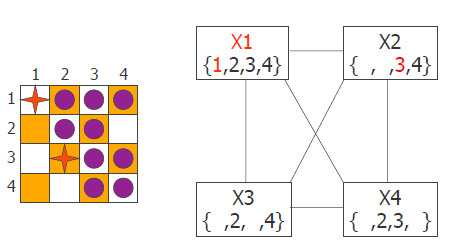 1 2 3 4
1
2
3
4
X1
{1,2,3,4}
X2
{ , ,3,4}
X3
{ ,2, ,4}
X4
{ ,2,3, }